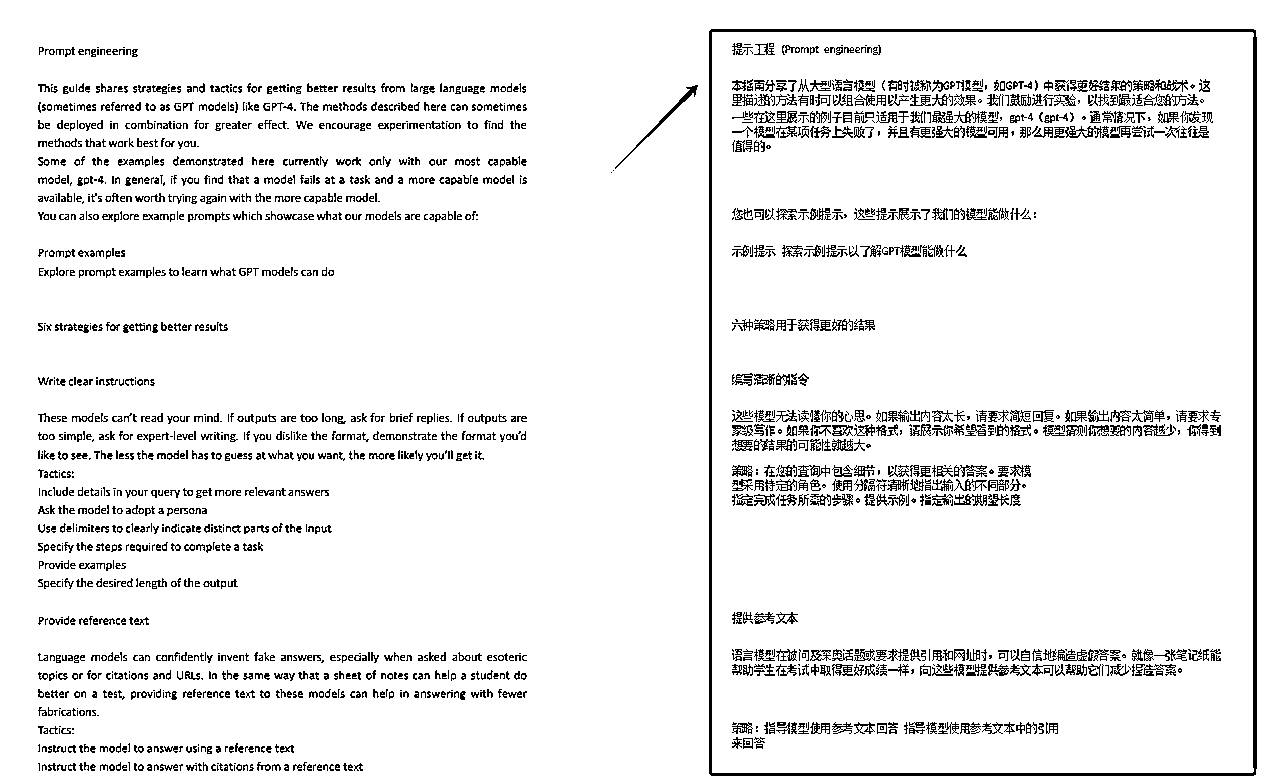 Prompt engineering
This guide shares strategies and tactics for getting better results from large language models
(sometimes referred to as GPT models) like GPT-4. The methods described here can sometimes
be deployed in combination for greater effect. We encourage experimentation to find the
methods that work best for you.
Some of the examples demonstrated here currently work only with our most capable
model, gpt-4. In general, if you find that a model fails at a task and a more capable model is
available, it's often worth trying again with the more capable model.
You can also explore example prompts which showcase what our models are capable of:
Prompt examples
Explore prompt examples to learn what GPT models can do
Six strategies for getting better results
Write clear instructions
These models can't read your mind. If outputs are too long, ask for brief replies. If outputs are
too simple, ask for expert-level writing. If you dislike the format, demonstrate the format you'd
like to see. The less the model has to guess at what you want, the more likely you'll get it.
Tactics:
Include details in your query to get more relevant answers
Ask the model to adopt a persona
Use delimiters to clearly indicate distinct parts of the input
Specify the steps required to complete a task
Provide examples
Specify the desired length of the output
Provide reference text
Language models can confidently invent fake answers, especially when asked about esoteric
topics or for citations and URLs. In the same way that a sheet of notes can help a student do
better on a test, providing reference text to these models can help in answering with fewer
fabrications.
Tactics:
Instruct the model to answer using a reference text
Instruct the model to answer with citations from a reference text
提示工程 (Prompt engineering)
本指南分享了从大型语言模型（有时被称为GPT模型，如GPT-4）中获得更好结果的策略和战术。这
里描述的方法有时可以组合使用以产生更大的效果。我们鼓励进行实验，以找到最适合您的方法。
一些在这里展示的例子目前只适用于我们最强大的模型，gpt-4（gpt-4）。通常情况下，如果你发现
一个模型在某项任务上失败了，并且有更强大的模型可用，那么用更强大的模型再尝试一次往往是
值得的。
您也可以探索示例提示，这些提示展示了我们的模型能做什么：
示例提示 探索示例提示以了解GPT模型能做什么
六种策略用于获得更好的结果
编写清晰的指令
这些模型无法读懂你的心思。如果输出内容太长，请要求简短回复。如果输出内容太简单，请要求专
家级写作。如果你不喜欢这种格式，请展示你希望看到的格式。模型猜测你想要的内容越少，你得到
想要的结果的可能性就越大。
策略：在您的查询中包含细节，以获得更相关的答案。要求模
型采用特定的角色。使用分隔符清晰地指出输入的不同部分。
指定完成任务所需的步骤。提供示例。指定输出的期望长度
提供参考文本
语言模型在被问及深奥话题或要求提供引用和网址时，可以自信地编造虚假答案。就像一张笔记纸能
帮助学生在考试中取得更好成绩一样，向这些模型提供参考文本可以帮助它们减少捏造答案。
策略：指导模型使用参考文本回答 指导模型使用参考文本中的引用
来回答